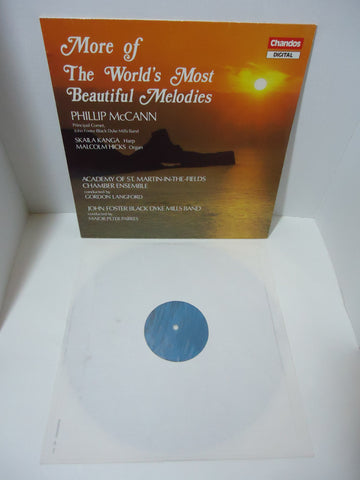 More of
The World's Most
Beautiful Melodies
Chandos
DIGITAL
PHILLIP McCANN
Principal Cornet,
John Foster Black Dyke Mills Band
SKAILA KANGA Harp
MALCOLM HICKS Organ
ACADEMY OF ST. MARTIN-IN-THE-FIELDS
CHAMBER ENSEMBLE
conducted by
GORDON LANGFORD
JOHN FOSTER BLACK DYKE MILLS BAND
conducted by
MAJOR PETER PARKES